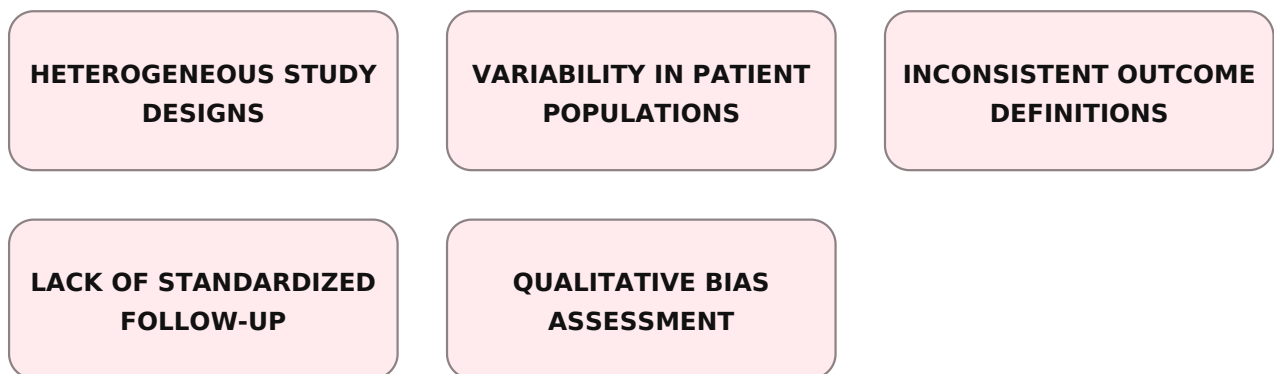 HETEROGENEOUS STUDY
DESIGNS
VARIABILITY IN PATIENT
POPULATIONS
INCONSISTENT OUTCOME
DEFINITIONS
LACK OF STANDARDIZED
FOLLOW-UP
QUALITATIVE BIAS
ASSESSMENT